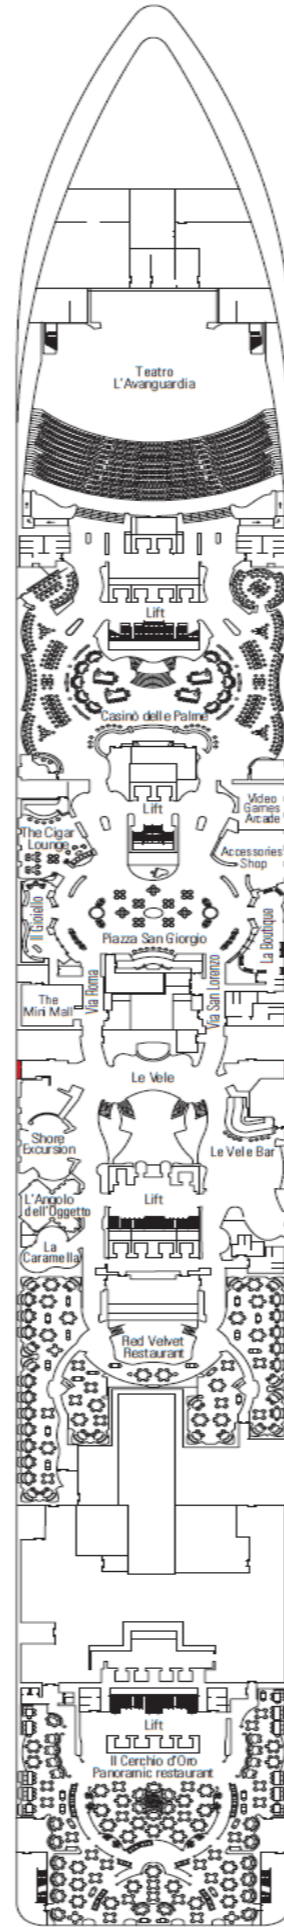 Teatro
L'Avanguardia
Lift
Casinò delle Palme
Lift
Video
Games
Arcade
The Cigar
Lounge
Accessories
Shop
Il Gioiello
La Boutique
Piazza San Giorgio
Via Roma
Via San Lorenzo
The
Mini Mall
Le Vele
Shore
Excursion
Le Vele Bar
L'Angolo
dell'Oggetto
Lift
La
Caramella
Red Velvet
Restaurant
Lift
Il Cerchio d'Oro
Panoramic restaurant